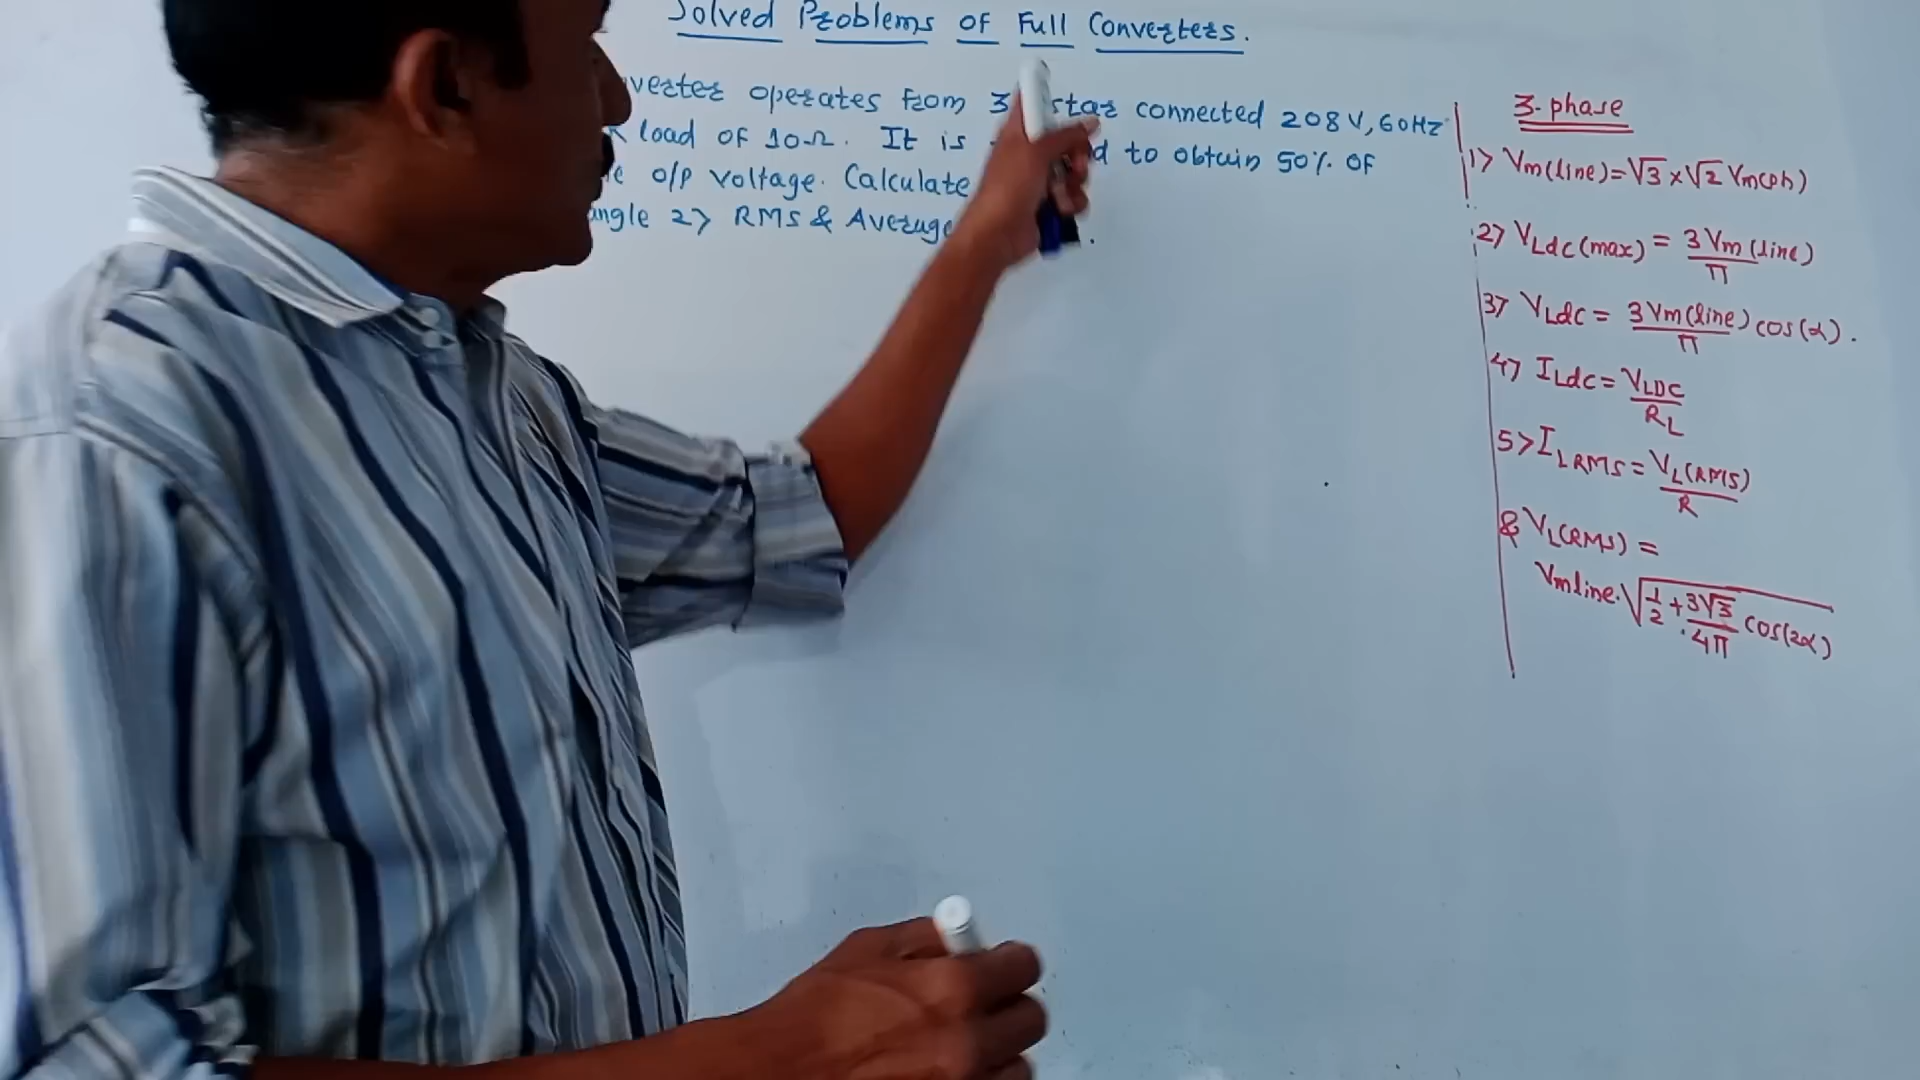 Solved Problems of Full Converters.
verter operates from 3 star connected 208V, 60Hz
load of 10Ω. It is to obtain 50% of
o/p voltage. Calculate
angle 2> RMS & Average
3-phase
1> Vm(line)=√3×√2 Vm(ph)
2> VLdc(max) = 3Vm(line)/π
3> VLdc = 3Vm(line)/π cos(α).
4> ILdc = VLDC/RL
5> ILRMS = VL(RMS)/R
& VL(RMS) =
Vmline.√(1/2 + 3√3/4π cos(2α))